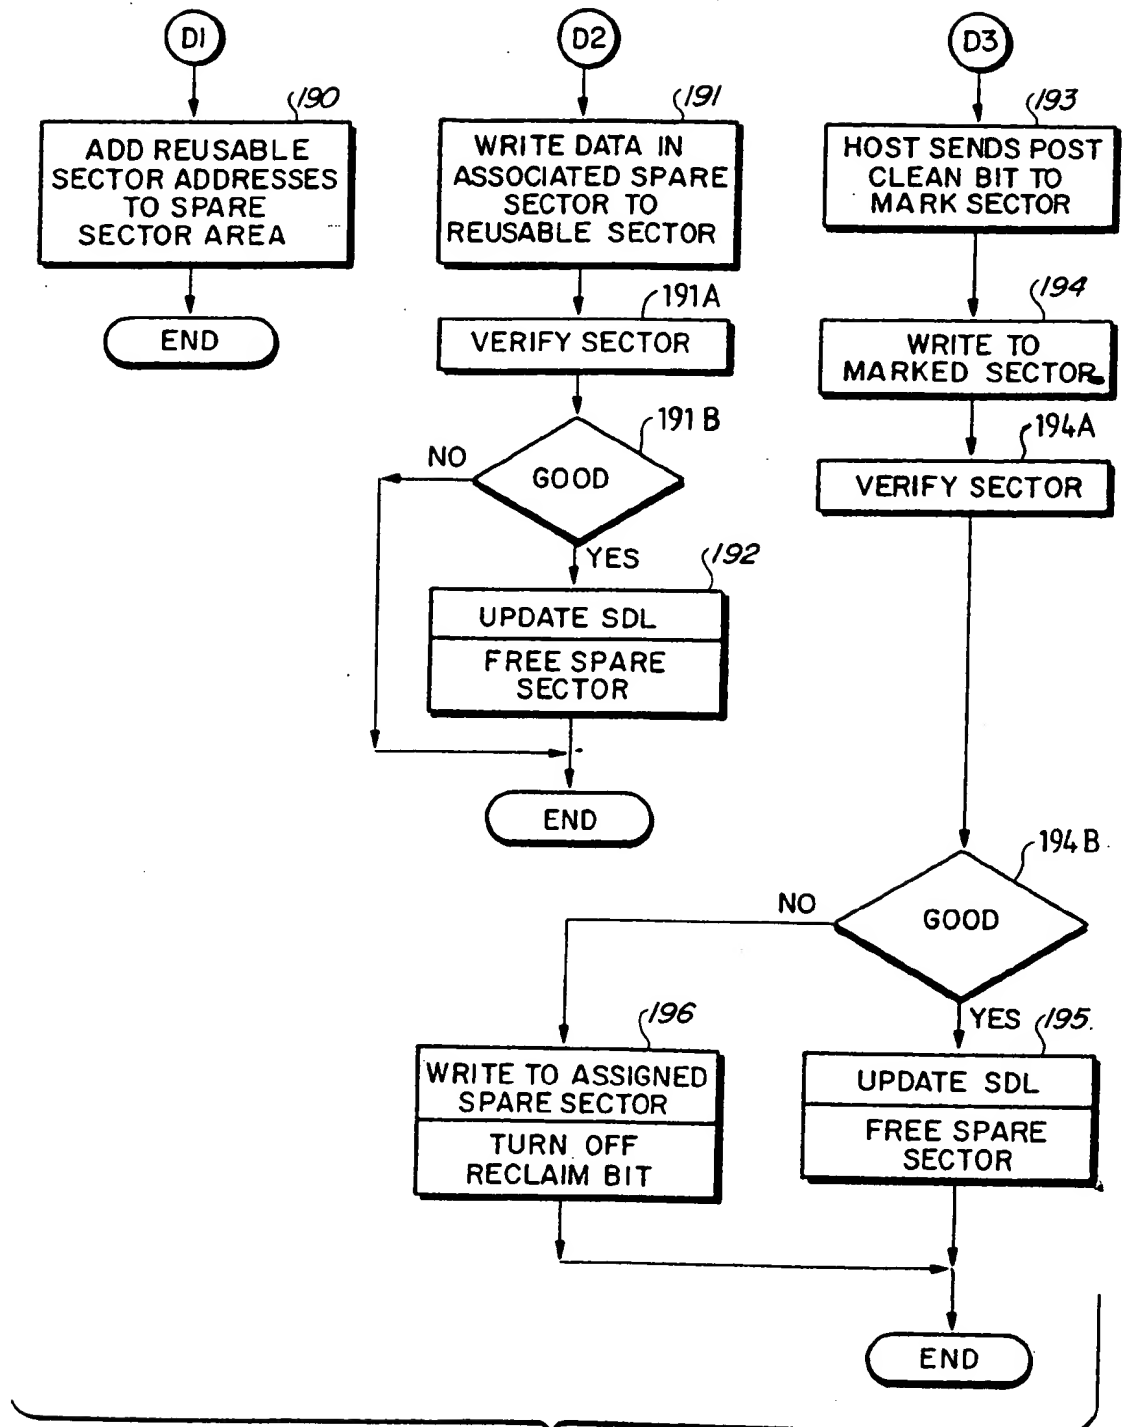 D1
190
ADD REUSABLE
SECTOR ADDRESSES
TO SPARE
SECTOR AREA
END
D2
191
WRITE DATA IN
ASSOCIATED SPARE
SECTOR TO
REUSABLE SECTOR
191A
VERIFY SECTOR
191B
GOOD
NO
YES
192
UPDATE SDL
FREE SPARE
SECTOR
END
D3
193
HOST SENDS POST
CLEAN BIT TO
MARK SECTOR
194
WRITE TO
MARKED SECTOR
194A
VERIFY SECTOR
194B
GOOD
NO
YES
196
WRITE TO ASSIGNED
SPARE SECTOR
TURN OFF
RECLAIM BIT
195
UPDATE SDL
FREE SPARE
SECTOR
END